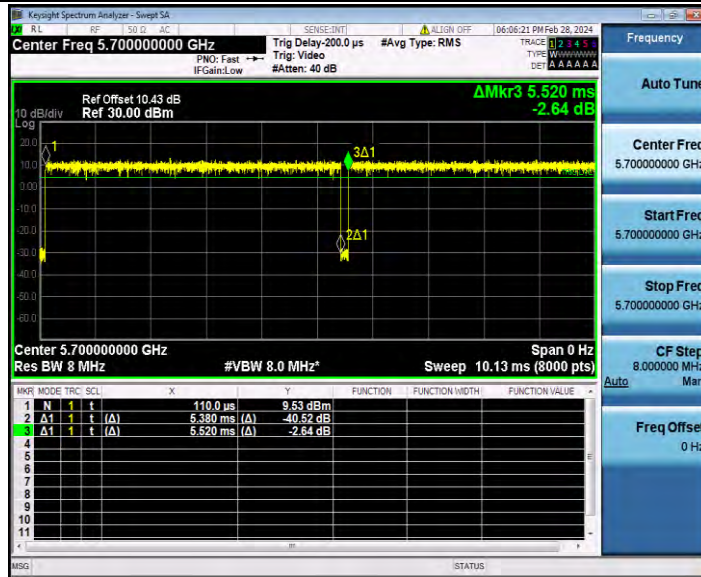 Keysight Spectrum Analyzer - Swept SA
RL RF 50 Ω AC SENSE:INT ALIGN OFF 06:06:21 PM Feb 28, 2024
Center Freq 5.700000000 GHz
PNO: Fast
IFGain:Low
Trig Delay-200.0 µs
Trig: Video
#Atten: 40 dB
#Avg Type: RMS
TRACE 1 2 3 4 5 6
TYPE WWWWWWW
DET A A A A A A
Ref Offset 10.43 dB
10 dB/div Ref 30.00 dBm
Log
ΔMkr3 5.520 ms
-2.64 dB
20.0
10.0
0.00
-10.0
-20.0
-30.0
-40.0
-50.0
-60.0
1
3Δ1
2Δ1
Center 5.700000000 GHz Span 0 Hz
Res BW 8 MHz #VBW 8.0 MHz* Sweep 10.13 ms (8000 pts)
MKR MODE TRC SCL X Y FUNCTION FUNCTION WIDTH FUNCTION VALUE
1 N 1 t 110.0 µs 9.53 dBm
2 Δ1 1 t (Δ) 5.380 ms (Δ) -40.52 dB
3 Δ1 1 t (Δ) 5.520 ms (Δ) -2.64 dB
4
5
6
7
8
9
10
11
MSG STATUS
Frequency
Auto Tune
Center Freq
5.700000000 GHz
Start Freq
5.700000000 GHz
Stop Freq
5.700000000 GHz
CF Step
8.000000 MHz
Auto Man
Freq Offset
0 Hz